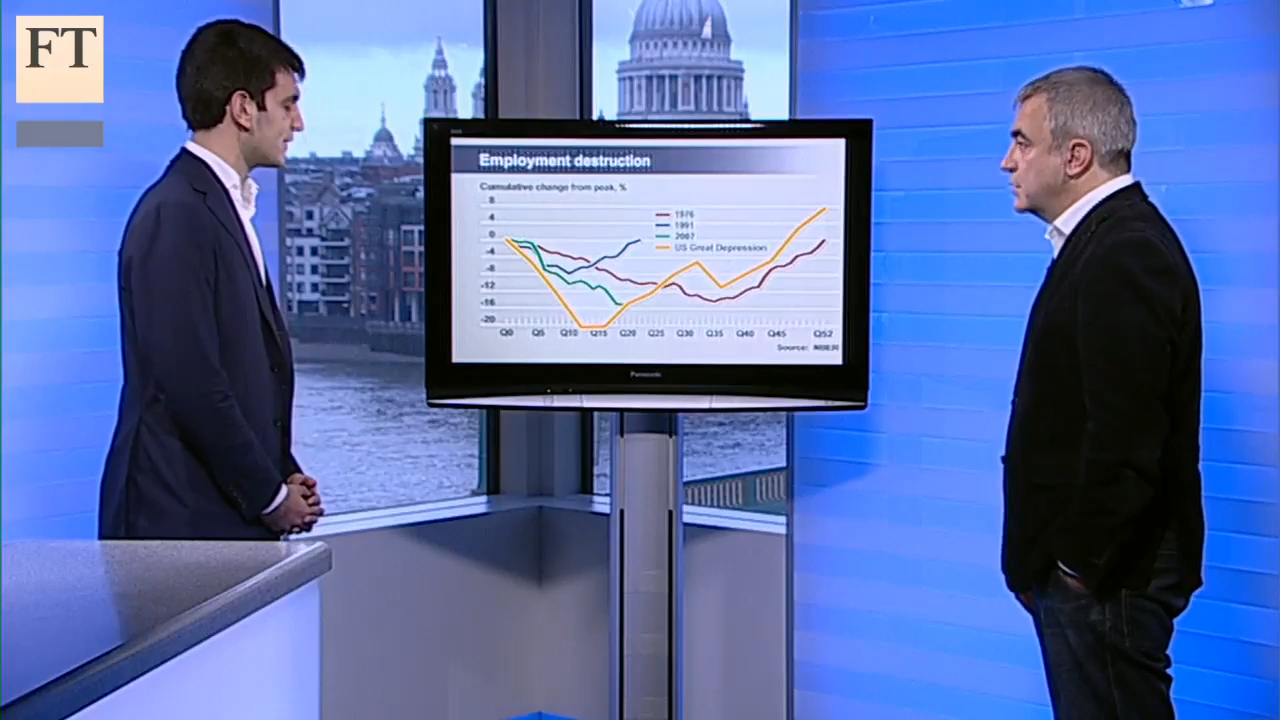 FT
Employment destruction
Cumulative change from peak, %
8
4
0
-4
-8
-12
-16
-20
1976
1991
2007
US Great Depression
Q0 Q5 Q10 Q15 Q20 Q25 Q30 Q35 Q40 Q45 Q52
Source: NBER
Panasonic